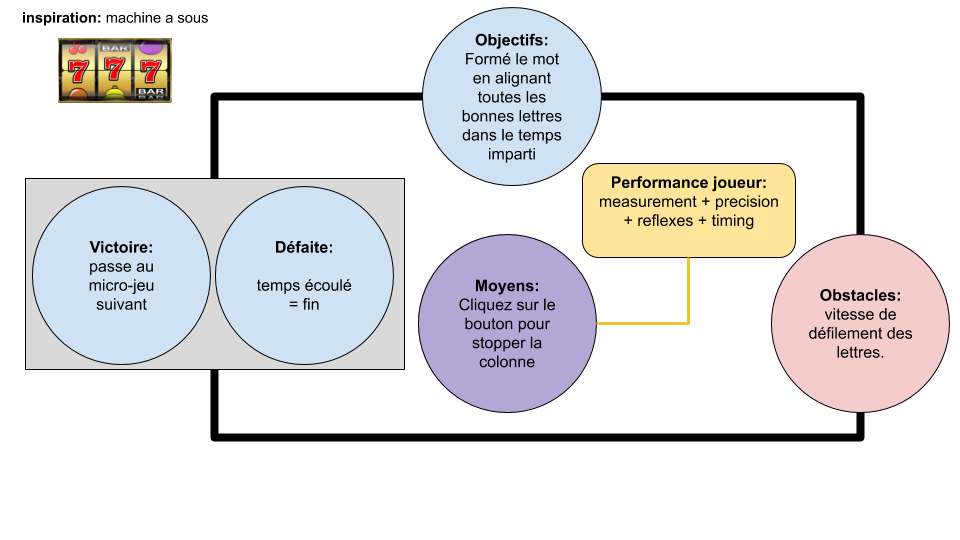 inspiration: machine a sous
BAR
7 7 7
BAR
BAR
Objectifs:
Formé le mot
en alignant
toutes les
bonnes lettres
dans le temps
imparti
Performance joueur:
measurement + precision
+ reflexes + timing
Victoire:
passe au
micro-jeu
suivant
Défaite:
temps écoulé
= fin
Moyens:
Cliquez sur le
bouton pour
stopper la
colonne
Obstacles:
vitesse de
défilement des
lettres.